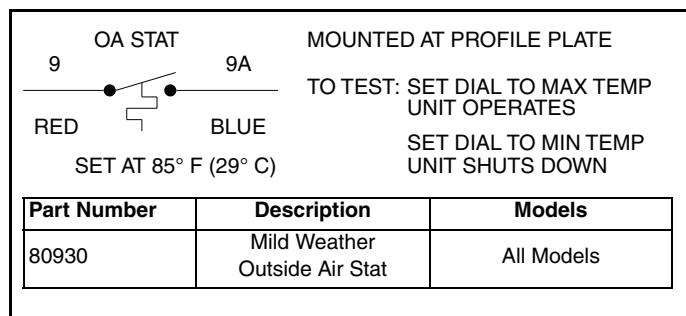 OA STAT
9 9A
RED BLUE
SET AT 85° F (29° C)
MOUNTED AT PROFILE PLATE
TO TEST: SET DIAL TO MAX TEMP
UNIT OPERATES
SET DIAL TO MIN TEMP
UNIT SHUTS DOWN
Part Number Description Models
80930 Mild Weather All Models
Outside Air Stat